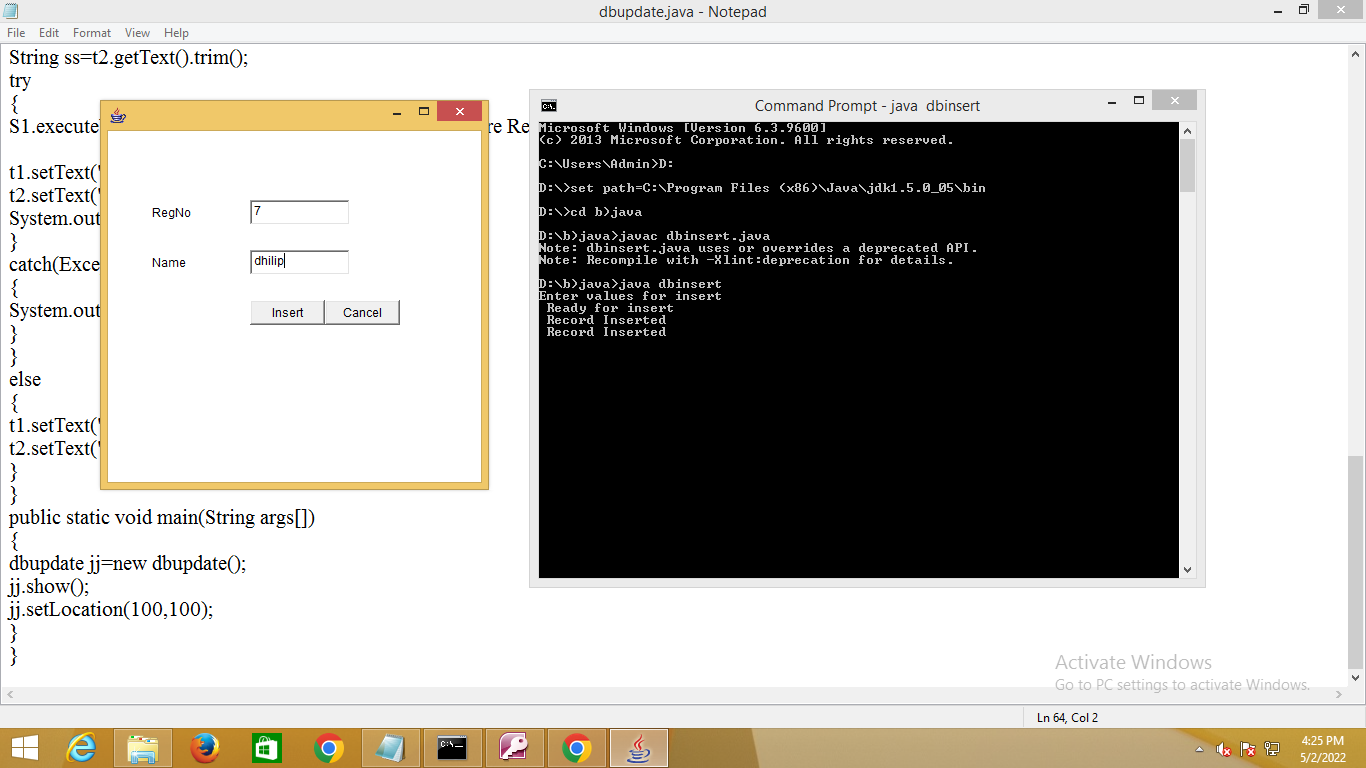 dbupdate.java - Notepad
File Edit Format View Help
String ss=t2.getText().trim();
try
{
S1.execute
re Re
t1.setText("
t2.setText("
System.out
}
catch(Exce
{
System.out
}
}
else
{
t1.setText("
t2.setText("
}
}
public static void main(String args[])
{
dbupdate jj=new dbupdate();
jj.show();
jj.setLocation(100,100);
}
}
RegNo 7
Name dhilip
Insert Cancel
Command Prompt - java dbinsert
Microsoft Windows [Version 6.3.9600]
(c) 2013 Microsoft Corporation. All rights reserved.
C:\Users\Admin>D:
D:\>set path=C:\Program Files (x86)\Java\jdk1.5.0_05\bin
D:\>cd b)java
D:\b)java>javac dbinsert.java
Note: dbinsert.java uses or overrides a deprecated API.
Note: Recompile with -Xlint:deprecation for details.
D:\b)java>java dbinsert
Enter values for insert
Ready for insert
Record Inserted
Record Inserted
Activate Windows
Go to PC settings to activate Windows.
Ln 64, Col 2
4:25 PM
5/2/2022